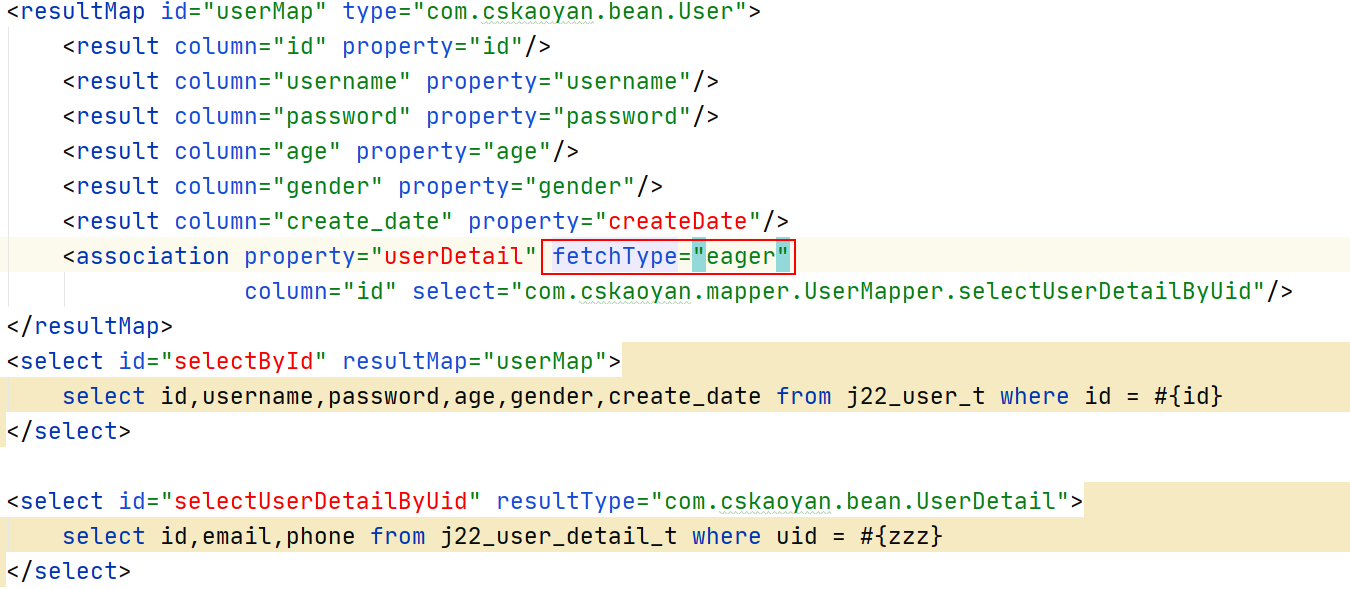 <resultMap id="userMap" type="com.cskaoyan.bean.User">
    <result column="id" property="id"/>
    <result column="username" property="username"/>
    <result column="password" property="password"/>
    <result column="age" property="age"/>
    <result column="gender" property="gender"/>
    <result column="create_date" property="createDate"/>
    <association property="userDetail" fetchType="eager"
                 column="id" select="com.cskaoyan.mapper.UserMapper.selectUserDetailByUid"/>
</resultMap>
<select id="selectById" resultMap="userMap">
    select id,username,password,age,gender,create_date from j22_user_t where id = #{id}
</select>

<select id="selectUserDetailByUid" resultType="com.cskaoyan.bean.UserDetail">
    select id,email,phone from j22_user_detail_t where uid = #{zzz}
</select>